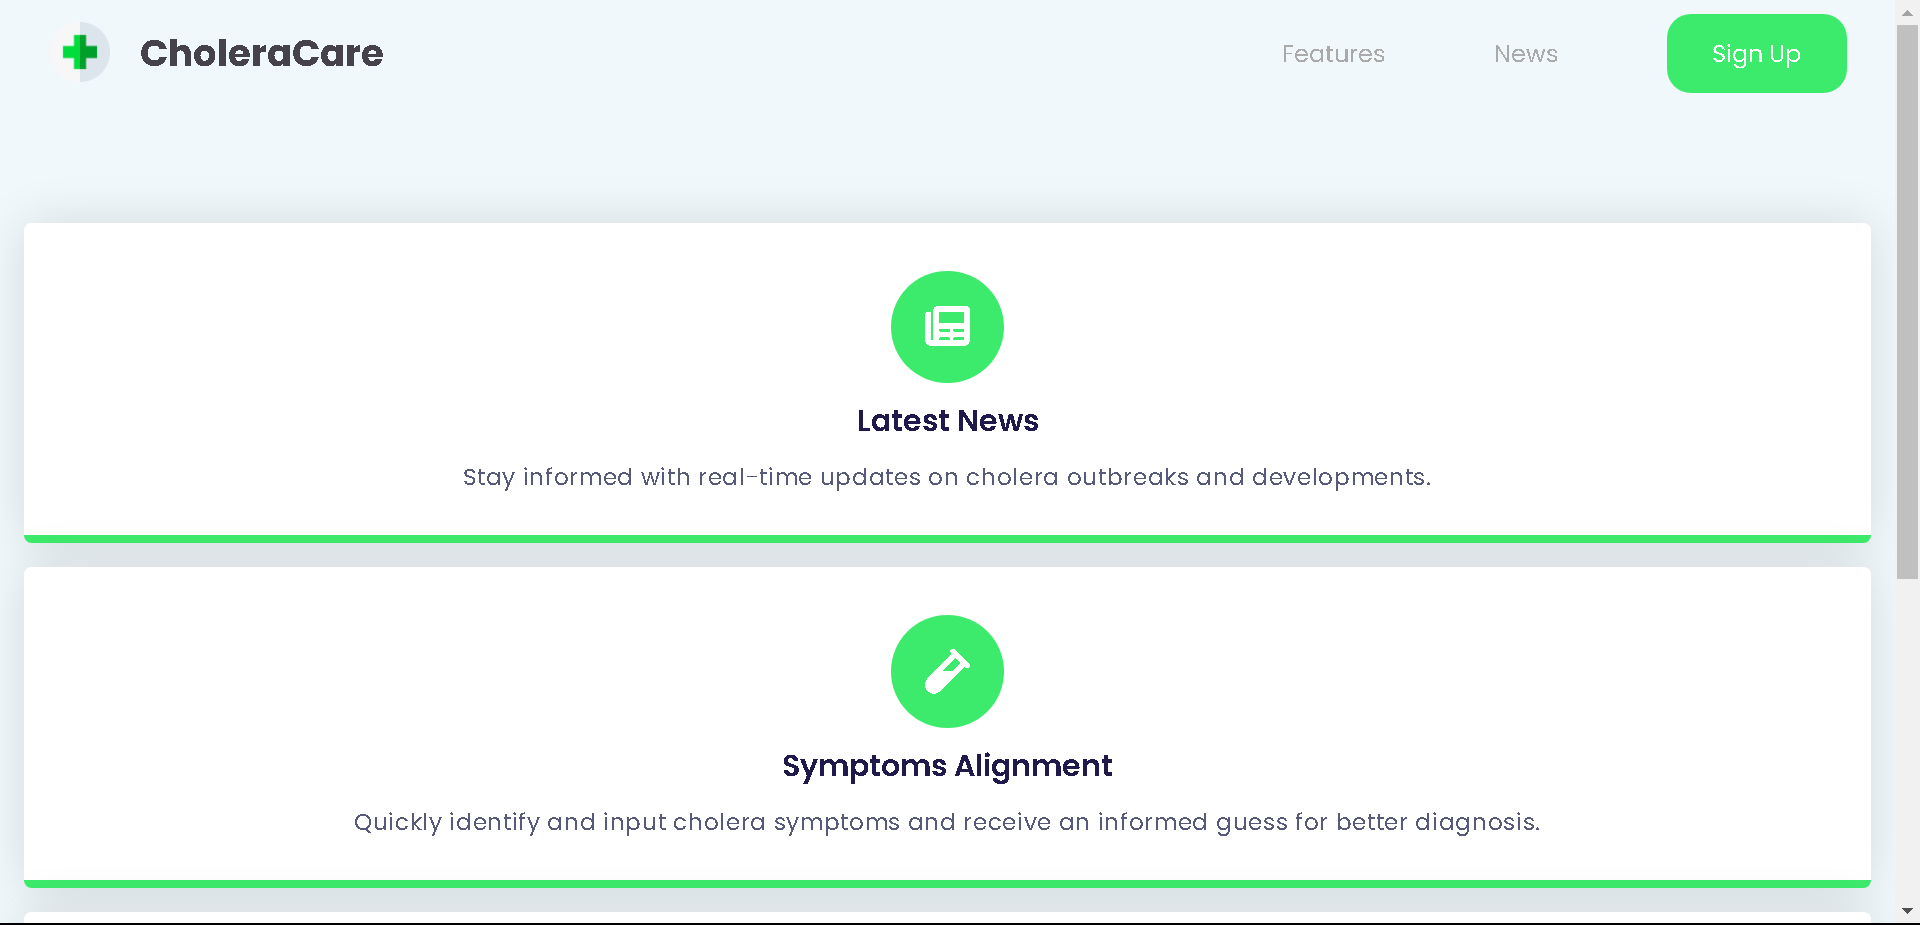 CholeraCare
Features
News
Sign Up
Latest News
Stay informed with real-time updates on cholera outbreaks and developments.
Symptoms Alignment
Quickly identify and input cholera symptoms and receive an informed guess for better diagnosis.